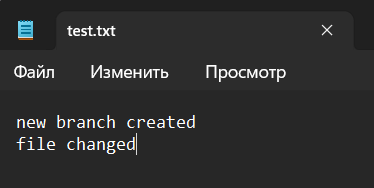 test.txt
Файл Изменить Просмотр
new branch created
file changed